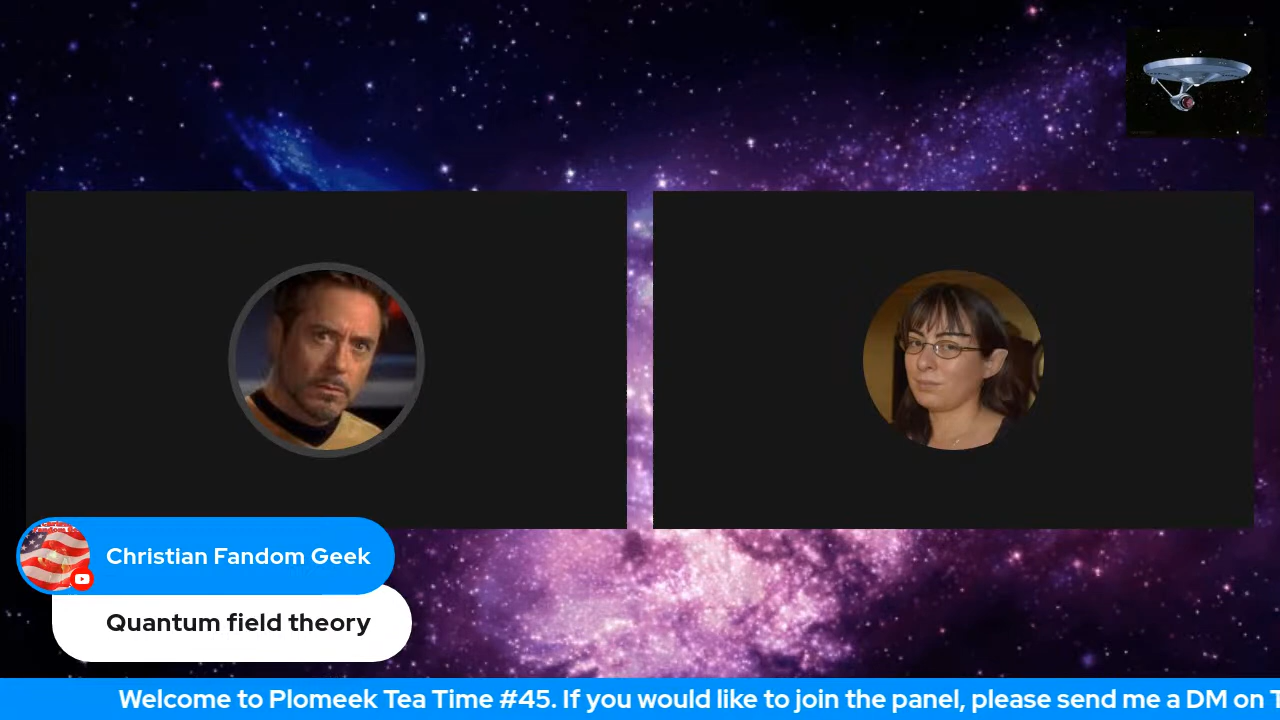 Christian Fandom Geek
Quantum field theory
Welcome to Plomeek Tea Time #45. If you would like to join the panel, please send me a DM on T